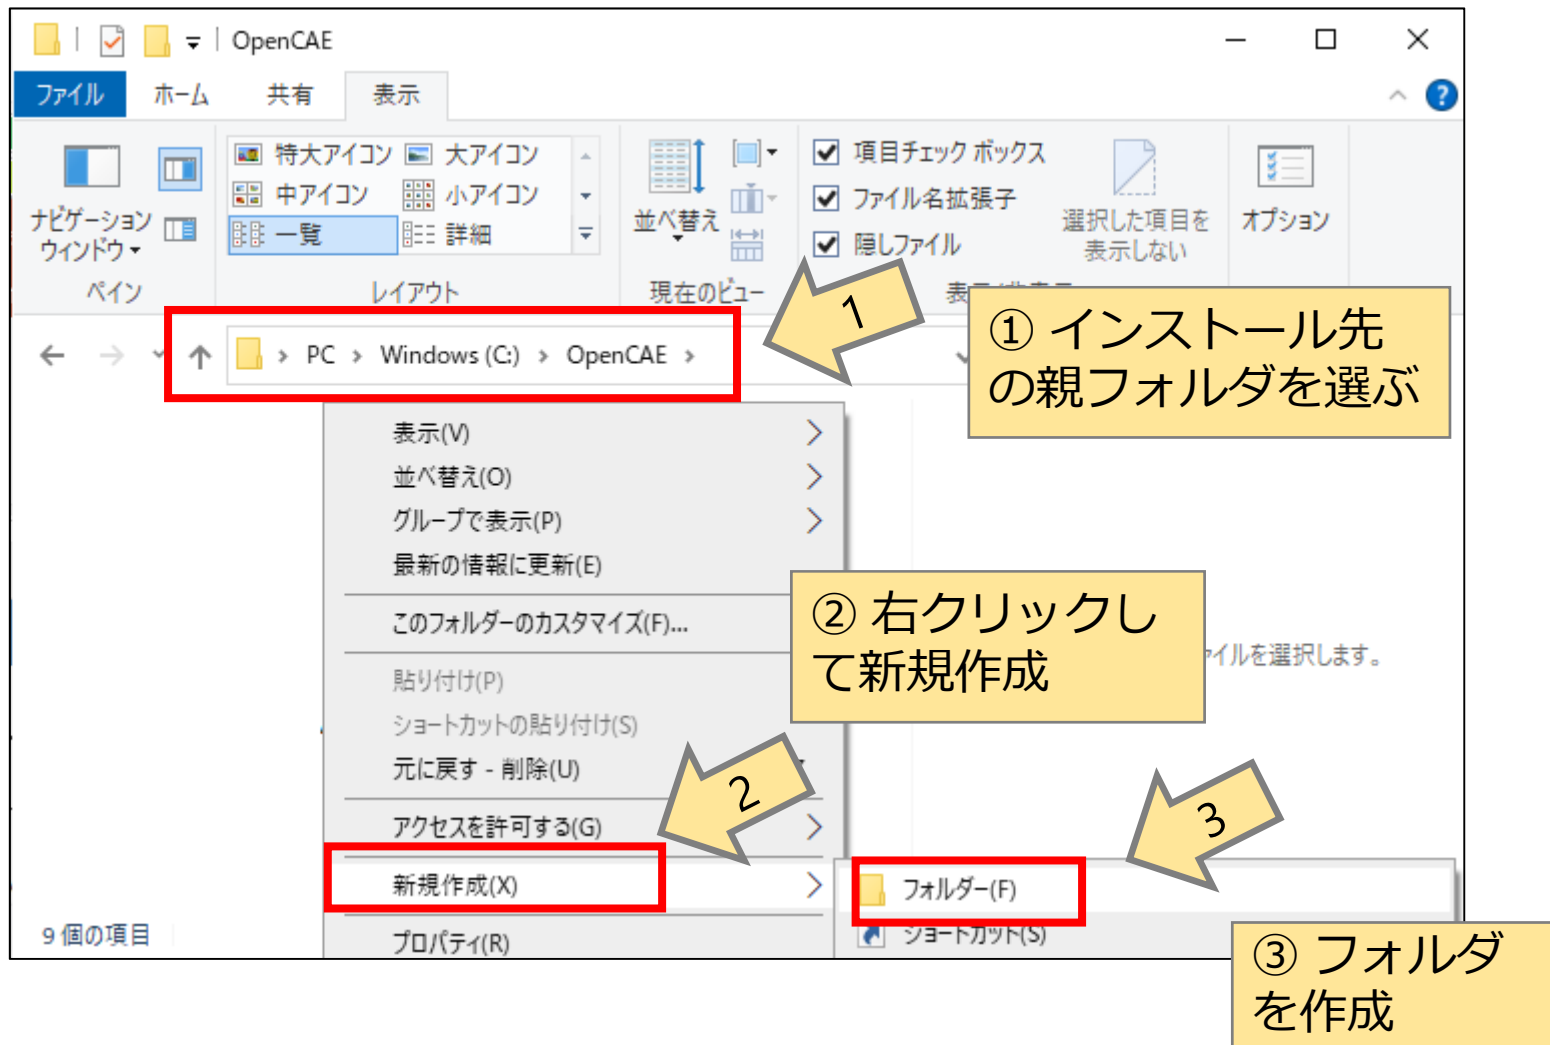 OpenCAE
ファイル ホーム 共有 表示
特大アイコン 大アイコン
中アイコン 小アイコン
一覧 詳細
ナビゲーション
ウィンドウ
並べ替え
項目チェック ボックス
ファイル名拡張子
隠しファイル
選択した項目を
表示しない
オプション
ペイン レイアウト 現在のビュー
1
① インストール先
の親フォルダを選ぶ
PC > Windows (C:) > OpenCAE >
表示(V)
並べ替え(O)
グループで表示(P)
最新の情報に更新(E)
このフォルダーのカスタマイズ(F)...
貼り付け(P)
ショートカットの貼り付け(S)
元に戻す - 削除(U)
アクセスを許可する(G)
新規作成(X)
プロパティ(R)
② 右クリックし
て新規作成
イルを選択します。
2
3
フォルダー(F)
ショートカット(S)
③ フォルダ
を作成
9 個の項目